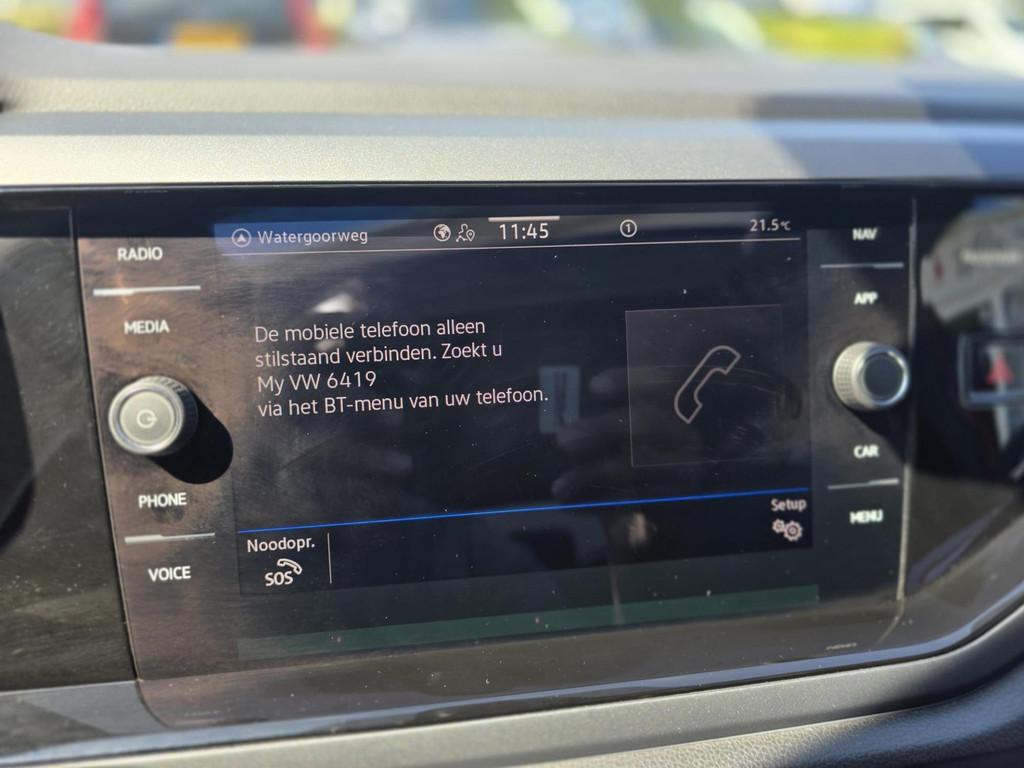 Watergoorweg
11:45
1
21.5°C
RADIO
MEDIA
PHONE
VOICE
De mobiele telefoon alleen
stilstaand verbinden. Zoekt u
My VW 6419
via het BT-menu van uw telefoon.
Noodopr.
SOS
Setup
NAV
APP
CAR
MENU